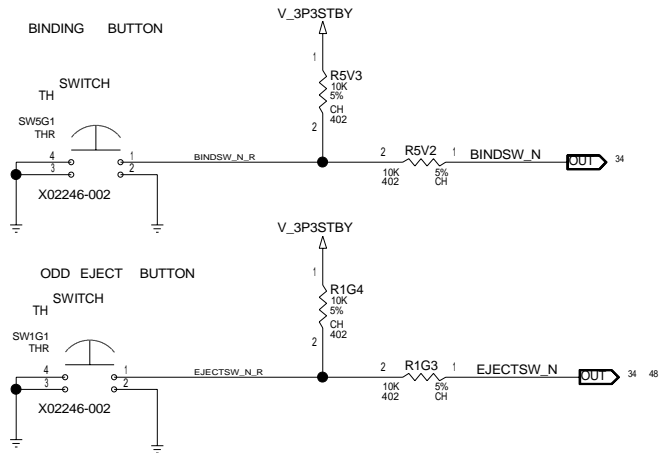 V_3P3STBY
BINDING BUTTON
1
R5V3
10K
5%
CH
402
2
SWITCH
TH
SW5G1
THR
4 1
3 2
X02246-002
BINDSW_N_R
2 R5V2 1
10K 5%
402 CH
BINDSW_N
OUT 34
V_3P3STBY
ODD EJECT BUTTON
1
R1G4
10K
5%
CH
402
2
SWITCH
TH
SW1G1
THR
4 1
3 2
X02246-002
EJECTSW_N_R
2 R1G3 1
10K 5%
402 CH
EJECTSW_N
OUT 34 48